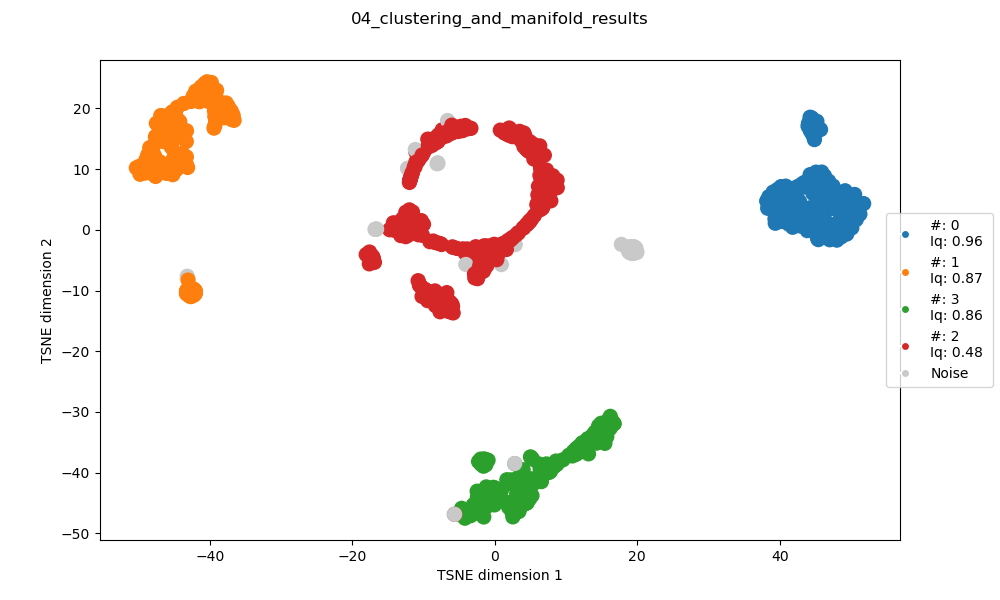 04_clustering_and_manifold_results
20
10
0
−10
−20
−30
−40
−50
TSNE dimension 2
−40
−20
0
20
40
TSNE dimension 1
#: 0
Iq: 0.96
#: 1
Iq: 0.87
#: 3
Iq: 0.86
#: 2
Iq: 0.48
Noise